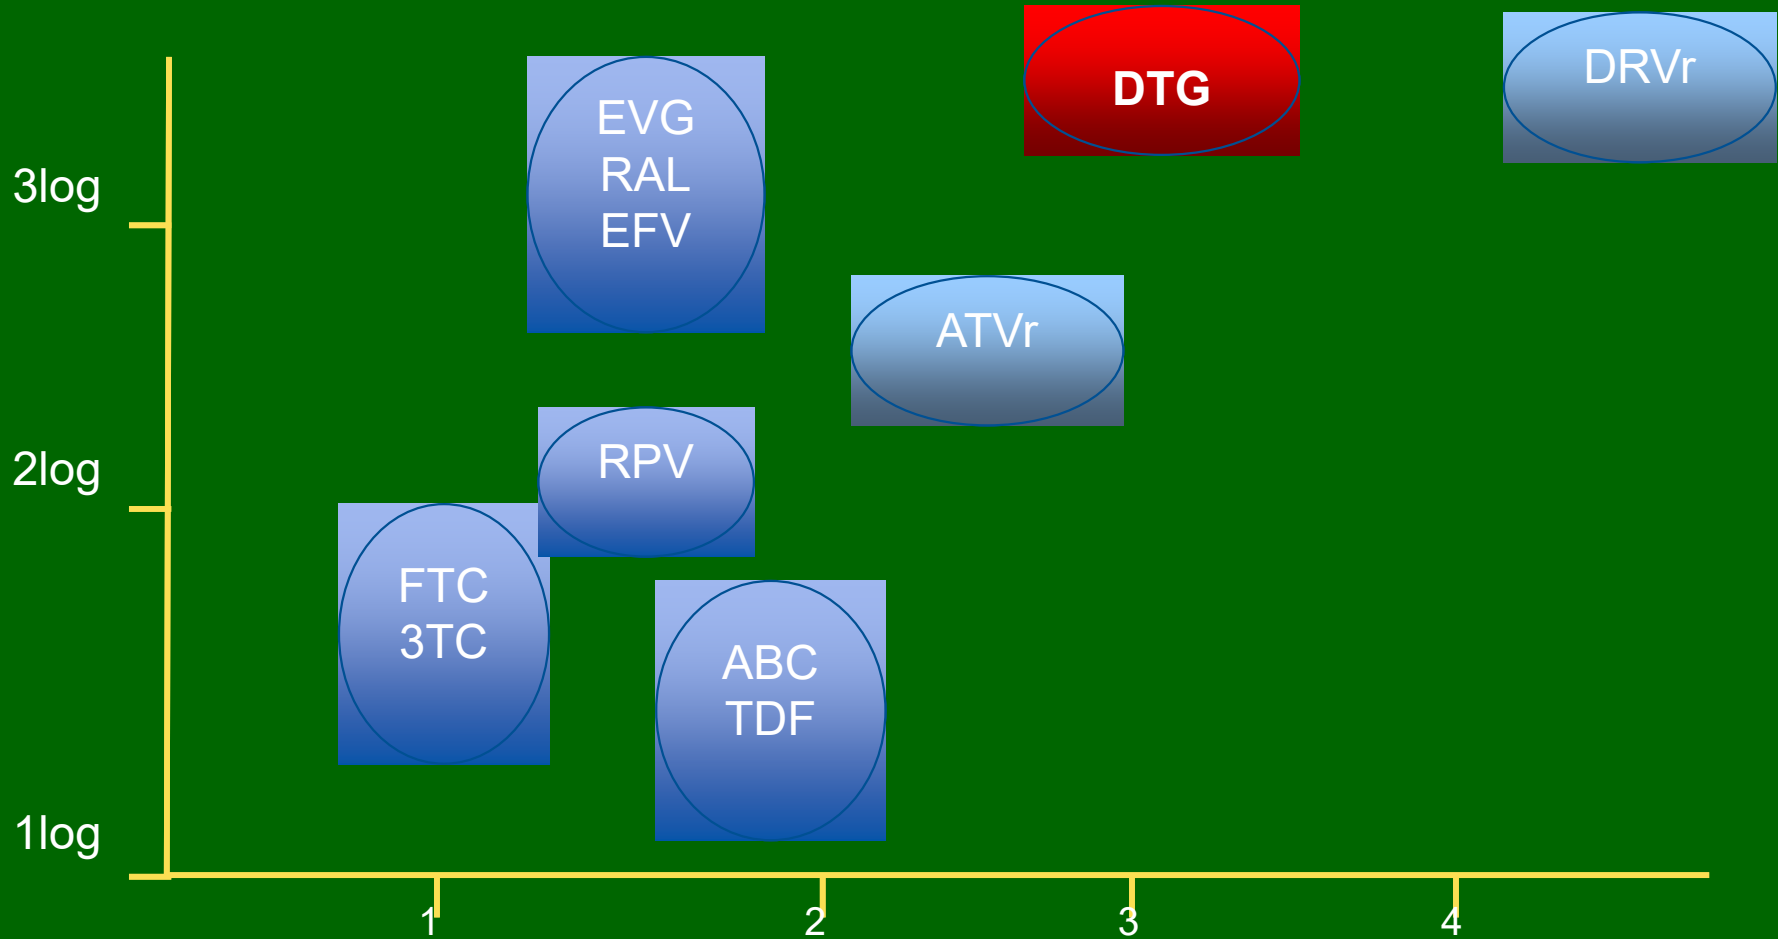 DTG
DRVr
EVG
RAL
EFV
3log
ATVr
RPV
2log
FTC
3TC
ABC
TDF
1log
1
2
3
4